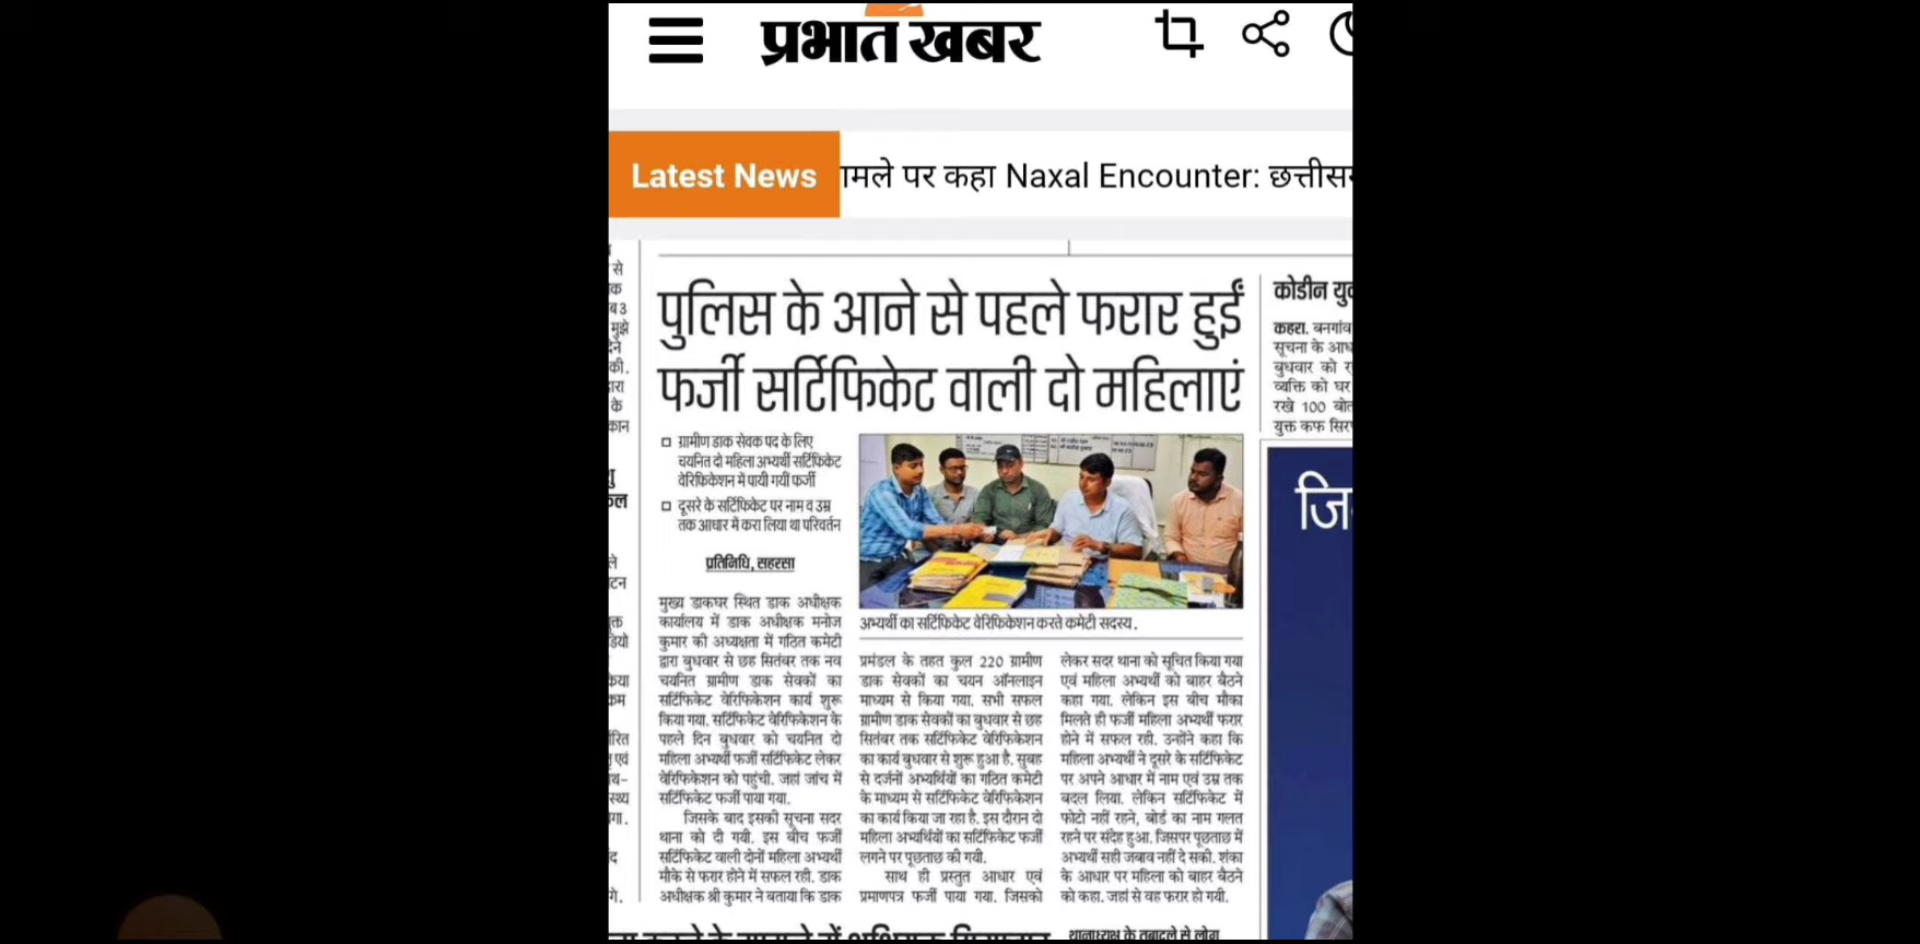 प्रभात खबर
Latest News
ामले पर कहा Naxal Encounter: छत्तीस
पुलिस के आने से पहले फरार हुईं
फर्जी सर्टिफिकेट वाली दो महिलाएं
ग्रामीण डाक सेवक पद के लिए
चयनित दो महिला अभ्यर्थी सर्टिफिकेट
वेरिफिकेशन में पायी गयीं फर्जी
दूसरे के सर्टिफिकेट पर नाम व उम्र
तक आधार में करा लिया था परिवर्तन
प्रतिनिधि, सहरसा
मुख्य डाकघर स्थित डाक अधीक्षक
कार्यालय में डाक अधीक्षक मनोज
कुमार की अध्यक्षता में गठित कमेटी
द्वारा बुधवार से छह सितंबर तक नव
चयनित ग्रामीण डाक सेवकों का
सर्टिफिकेट वेरिफिकेशन कार्य शुरू
किया गया. सर्टिफिकेट वेरिफिकेशन के
पहले दिन बुधवार को चयनित दो
महिला अभ्यर्थी फर्जी सर्टिफिकेट लेकर
वेरिफिकेशन को पहुंची. जहां जांच में
सर्टिफिकेट फर्जी पाया गया.
जिसके बाद इसकी सूचना सदर
थाना को दी गयी. इस बीच फर्जी
सर्टिफिकेट वाली दोनों महिला अभ्यर्थी
मौके से फरार होने में सफल रही. डाक
अधीक्षक श्री कुमार ने बताया कि डाक
अभ्यर्थी का सर्टिफिकेट वेरिफिकेशन करते कमेटी सदस्य.
प्रमंडल के तहत कुल 220 ग्रामीण
डाक सेवकों का चयन ऑनलाइन
माध्यम से किया गया. सभी सफल
ग्रामीण डाक सेवकों का बुधवार से छह
सितंबर तक सर्टिफिकेट वेरिफिकेशन
का कार्य बुधवार से शुरू हुआ है. सुबह
से दर्जनों अभ्यर्थियों का गठित कमेटी
के माध्यम से सर्टिफिकेट वेरिफिकेशन
का कार्य किया जा रहा है. इस दौरान दो
महिला अभ्यर्थियों का सर्टिफिकेट फर्जी
लगने पर पूछताछ की गयी.
साथ ही प्रस्तुत आधार एवं
प्रमाणपत्र फर्जी पाया गया. जिसको
लेकर सदर थाना को सूचित किया गया
एवं महिला अभ्यर्थी को बाहर बैठने
कहा गया. लेकिन इस बीच मौका
मिलते ही फर्जी महिला अभ्यर्थी फरार
होने में सफल रही. उन्होंने कहा कि
महिला अभ्यर्थी ने दूसरे के सर्टिफिकेट
पर अपने आधार में नाम एवं उम्र तक
बदल लिया. लेकिन सर्टिफिकेट में
फोटो नहीं रहने, बोर्ड का नाम गलत
रहने पर संदेह हुआ. जिसपर पूछताछ में
अभ्यर्थी सही जबाव नहीं दे सकी. शंका
के आधार पर महिला को बाहर बैठने
को कहा. जहां से वह फरार हो गयी.
कोडीन यु
कहरा. बनगांव
सूचना के आध
बुधवार को
व्यक्ति को घर
रखे 100 बोत
युक्त कफ सिर
जि
थानाध्यक्ष के तबादले से लोग